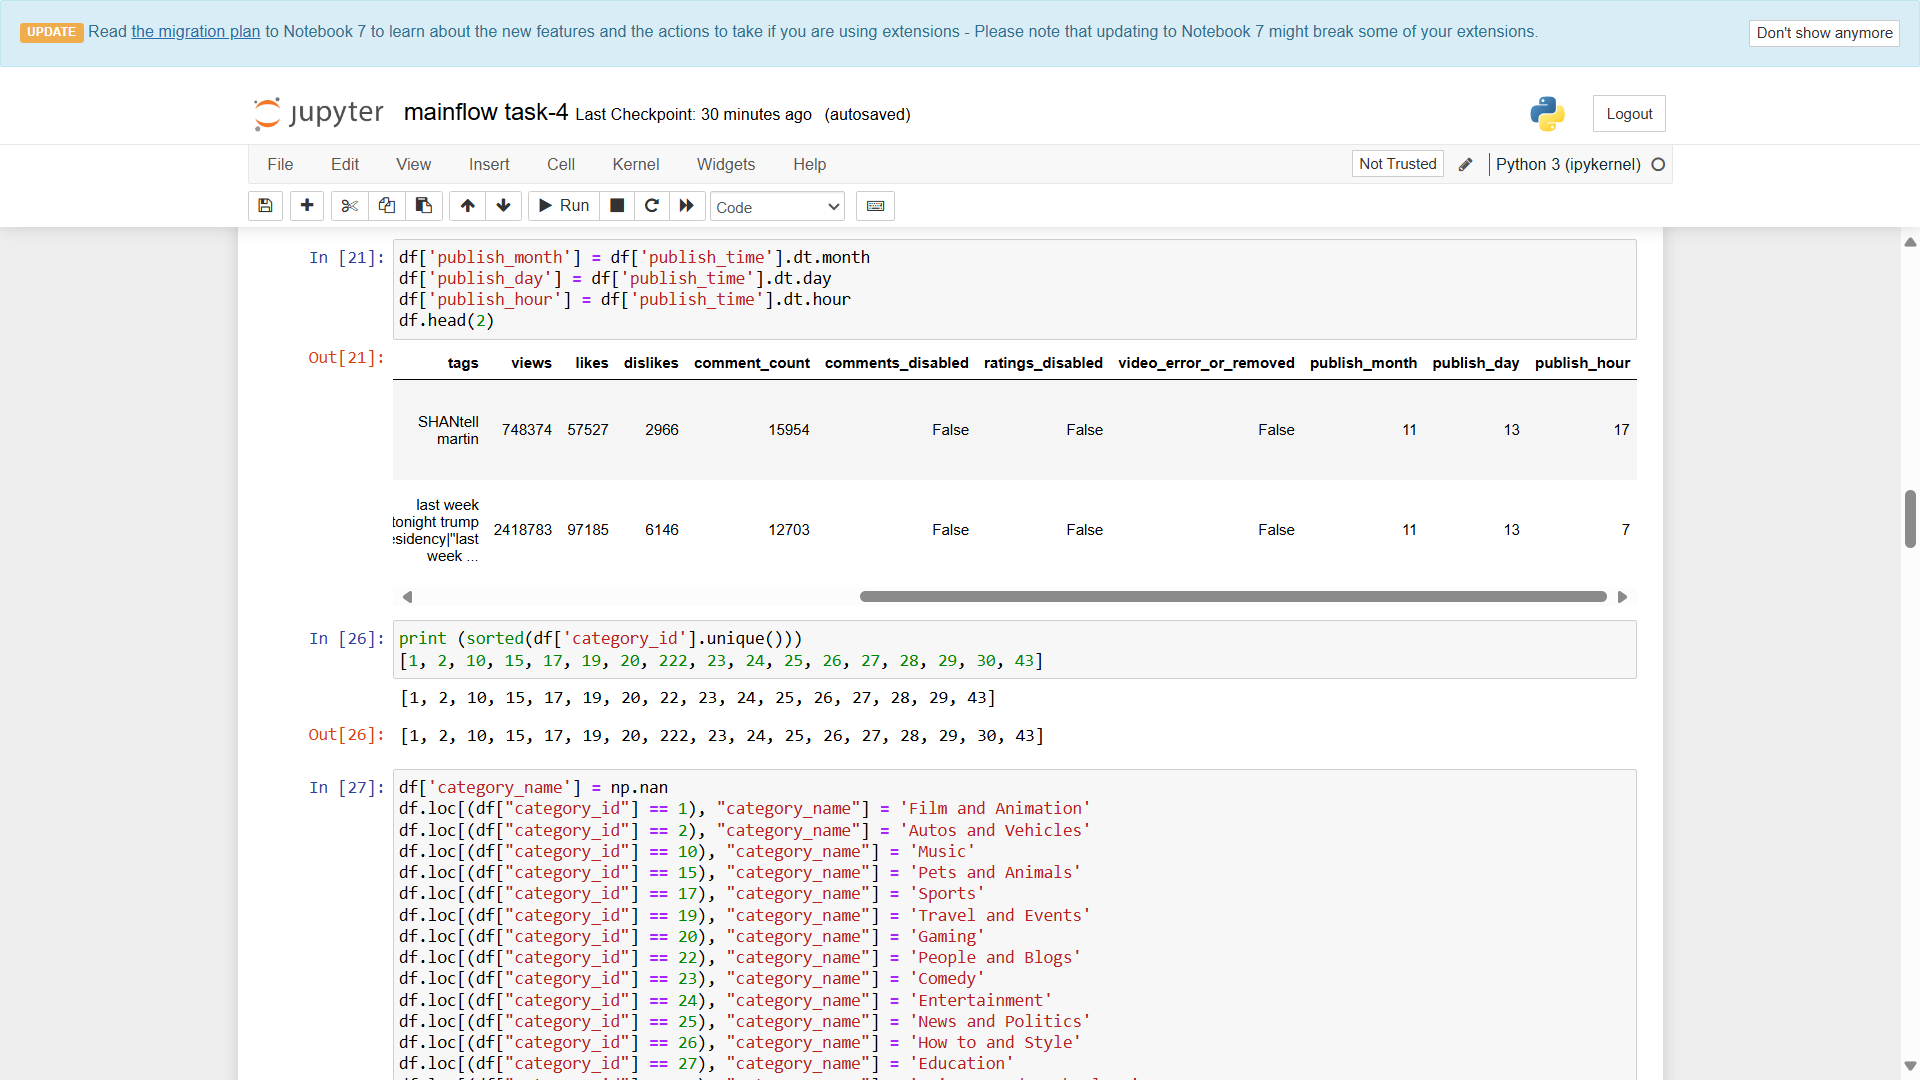 UPDATE Read the migration plan to Notebook 7 to learn about the new features and the actions to take if you are using extensions - Please note that updating to Notebook 7 might break some of your extensions.
Don't show anymore
jupyter mainflow task-4 Last Checkpoint: 30 minutes ago (autosaved)
Logout
File Edit View Insert Cell Kernel Widgets Help
Not Trusted Python 3 (ipykernel)
Run Code
In [21]: df['publish_month'] = df['publish_time'].dt.month
df['publish_day'] = df['publish_time'].dt.day
df['publish_hour'] = df['publish_time'].dt.hour
df.head(2)
Out[21]: tags views likes dislikes comment_count comments_disabled ratings_disabled video_error_or_removed publish_month publish_day publish_hour
SHANtell
martin 748374 57527 2966 15954 False False False 11 13 17
last week
tonight trump
esidency|"last
week ... 2418783 97185 6146 12703 False False False 11 13 7
In [26]: print (sorted(df['category_id'].unique()))
[1, 2, 10, 15, 17, 19, 20, 222, 23, 24, 25, 26, 27, 28, 29, 30, 43]
[1, 2, 10, 15, 17, 19, 20, 22, 23, 24, 25, 26, 27, 28, 29, 43]
Out[26]: [1, 2, 10, 15, 17, 19, 20, 222, 23, 24, 25, 26, 27, 28, 29, 30, 43]
In [27]: df['category_name'] = np.nan
df.loc[(df["category_id"] == 1), "category_name"] = 'Film and Animation'
df.loc[(df["category_id"] == 2), "category_name"] = 'Autos and Vehicles'
df.loc[(df["category_id"] == 10), "category_name"] = 'Music'
df.loc[(df["category_id"] == 15), "category_name"] = 'Pets and Animals'
df.loc[(df["category_id"] == 17), "category_name"] = 'Sports'
df.loc[(df["category_id"] == 19), "category_name"] = 'Travel and Events'
df.loc[(df["category_id"] == 20), "category_name"] = 'Gaming'
df.loc[(df["category_id"] == 22), "category_name"] = 'People and Blogs'
df.loc[(df["category_id"] == 23), "category_name"] = 'Comedy'
df.loc[(df["category_id"] == 24), "category_name"] = 'Entertainment'
df.loc[(df["category_id"] == 25), "category_name"] = 'News and Politics'
df.loc[(df["category_id"] == 26), "category_name"] = 'How to and Style'
df.loc[(df["category_id"] == 27), "category_name"] = 'Education'